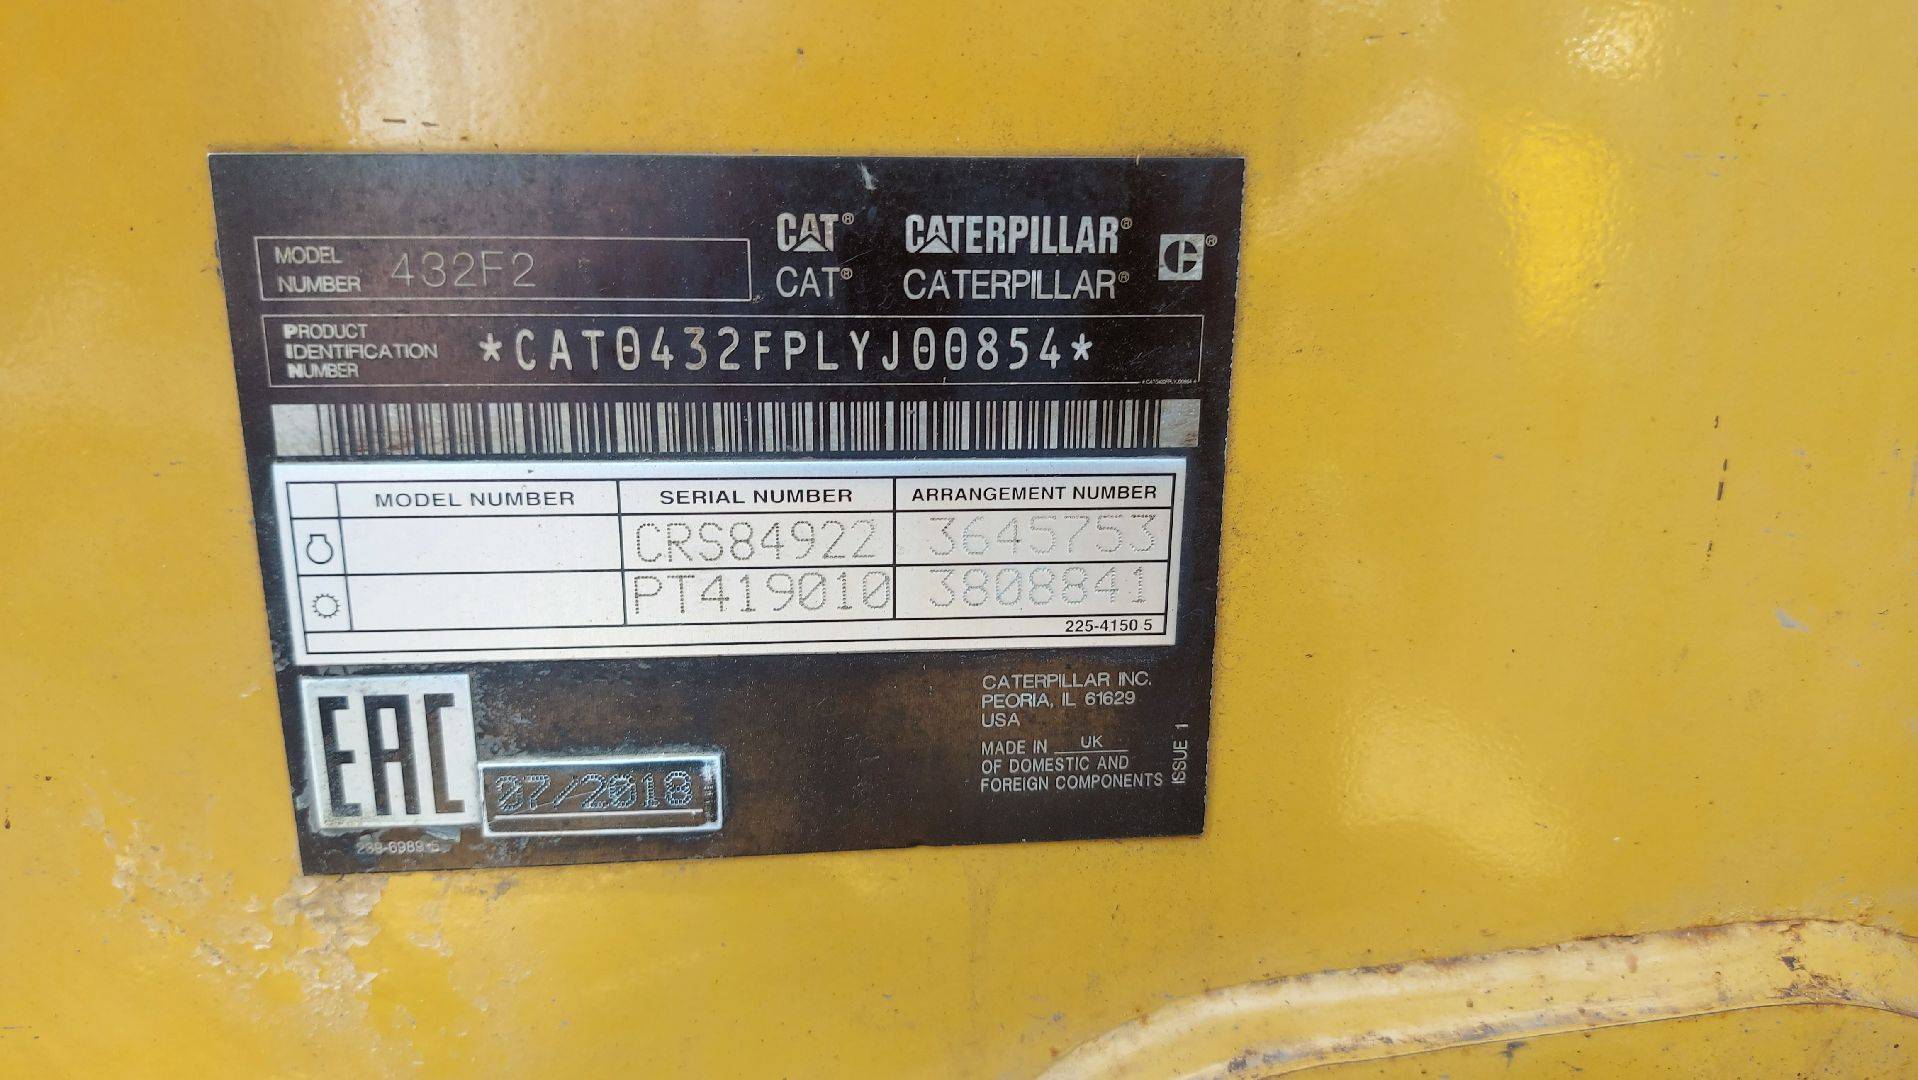 MODEL NUMBER 432F2
CAT® CATERPILLAR® ®
CAT® CATERPILLAR®
PRODUCT IDENTIFICATION NUMBER *CAT0432FPLYJ00854*
MODEL NUMBER SERIAL NUMBER ARRANGEMENT NUMBER
CRS84922 3645753
PT419010 3808841
225-4150 5
EAC
07/2018
CATERPILLAR INC.
PEORIA, IL 61629
USA
MADE IN UK
OF DOMESTIC AND
FOREIGN COMPONENTS
ISSUE 1